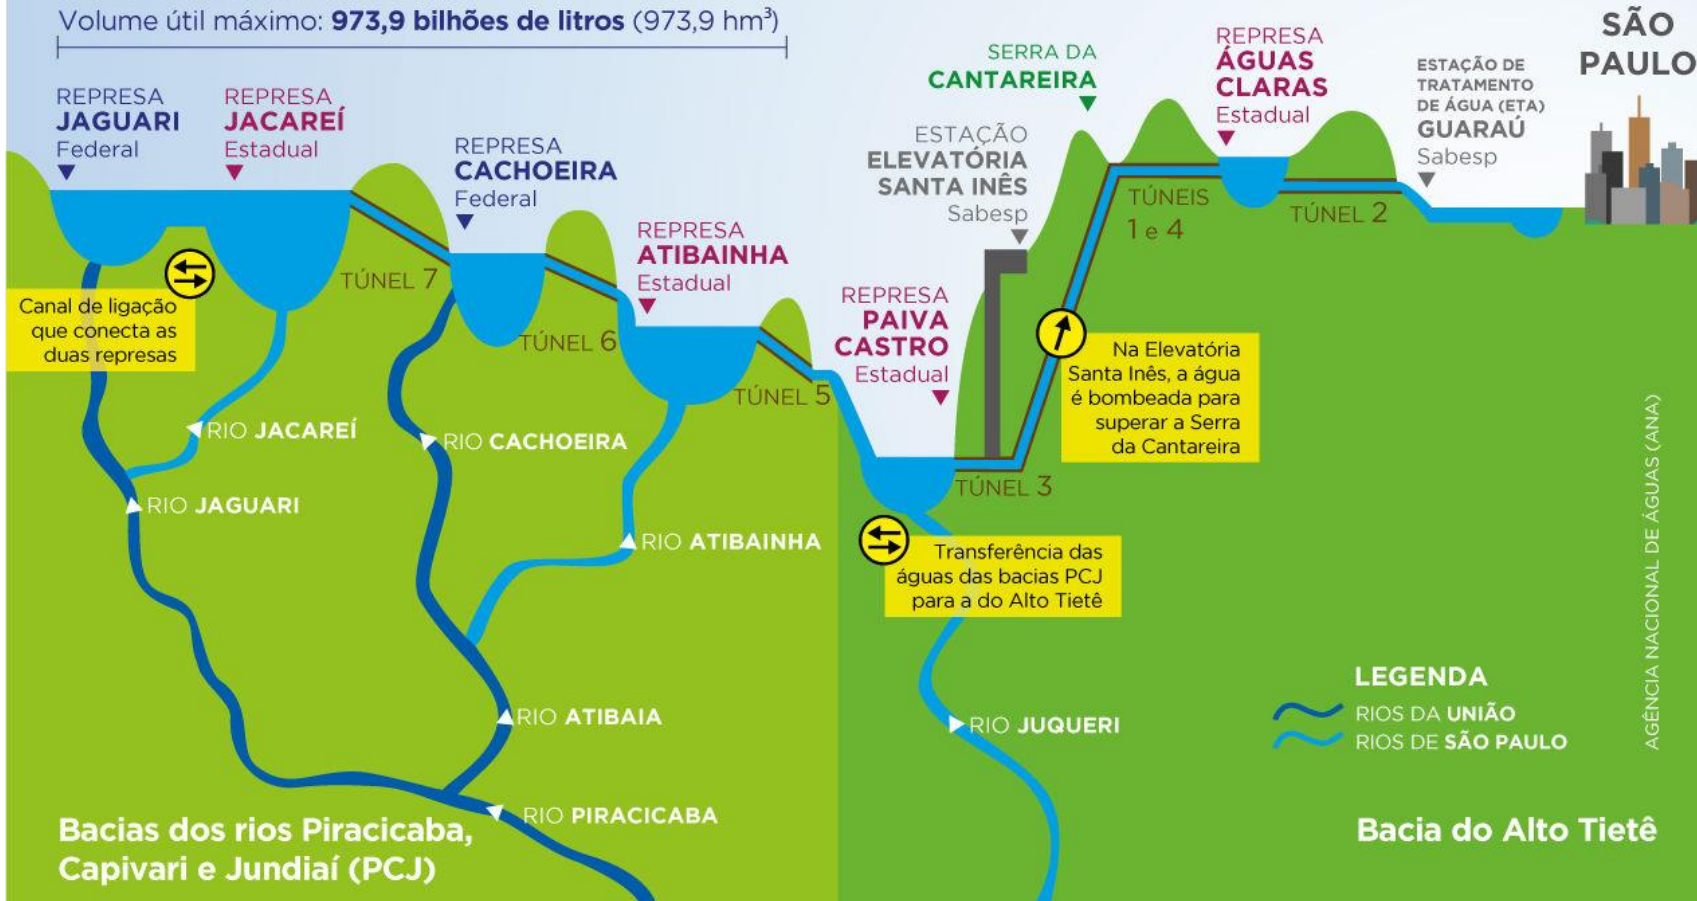 Volume útil máximo: 973,9 bilhões de litros (973,9 hm³)
REPRESA
JAGUARI
Federal
REPRESA
JACAREÍ
Estadual
REPRESA
CACHOEIRA
Federal
REPRESA
ATIBAINHA
Estadual
REPRESA
PAIVA
CASTRO
Estadual
ESTAÇÃO
ELEVATÓRIA
SANTA INÊS
Sabesp
SERRA DA
CANTAREIRA
REPRESA
ÁGUAS
CLARAS
Estadual
ESTAÇÃO DE
TRATAMENTO
DE ÁGUA (ETA)
GUARAÚ
Sabesp
SÃO
PAULO
TÚNEL 7
TÚNEL 6
TÚNEL 5
TÚNEL 3
TÚNEIS
1 e 4
TÚNEL 2
Canal de ligação
que conecta as
duas represas
Na Elevatória
Santa Inês, a água
é bombeada para
superar a Serra
da Cantareira
Transferência das
águas das bacias PCJ
para a do Alto Tietê
RIO JACAREÍ
RIO JAGUARI
RIO CACHOEIRA
RIO ATIBAINHA
RIO ATIBAIA
RIO PIRACICABA
RIO JUQUERI
LEGENDA
RIOS DA UNIÃO
RIOS DE SÃO PAULO
Bacias dos rios Piracicaba,
Capivari e Jundiaí (PCJ)
Bacia do Alto Tietê
AGÊNCIA NACIONAL DE ÁGUAS (ANA)